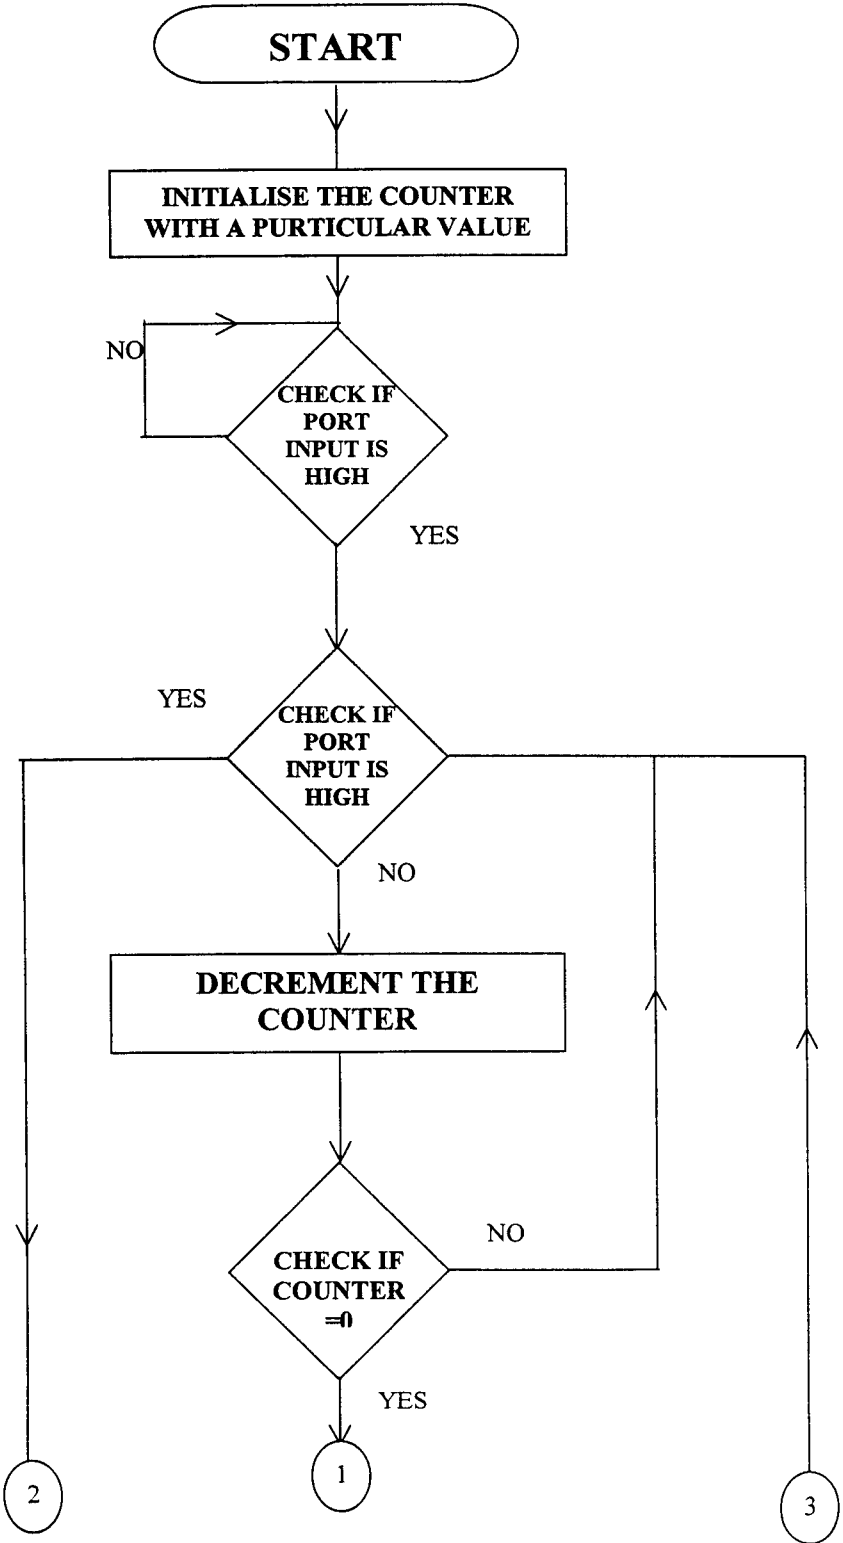 START
INITIALISE THE COUNTER
WITH A PURTICULAR VALUE
NO
CHECK IF
PORT
INPUT IS
HIGH
YES
YES
CHECK IF
PORT
INPUT IS
HIGH
NO
DECREMENT THE
COUNTER
NO
CHECK IF
COUNTER
=0
YES
2
1
3